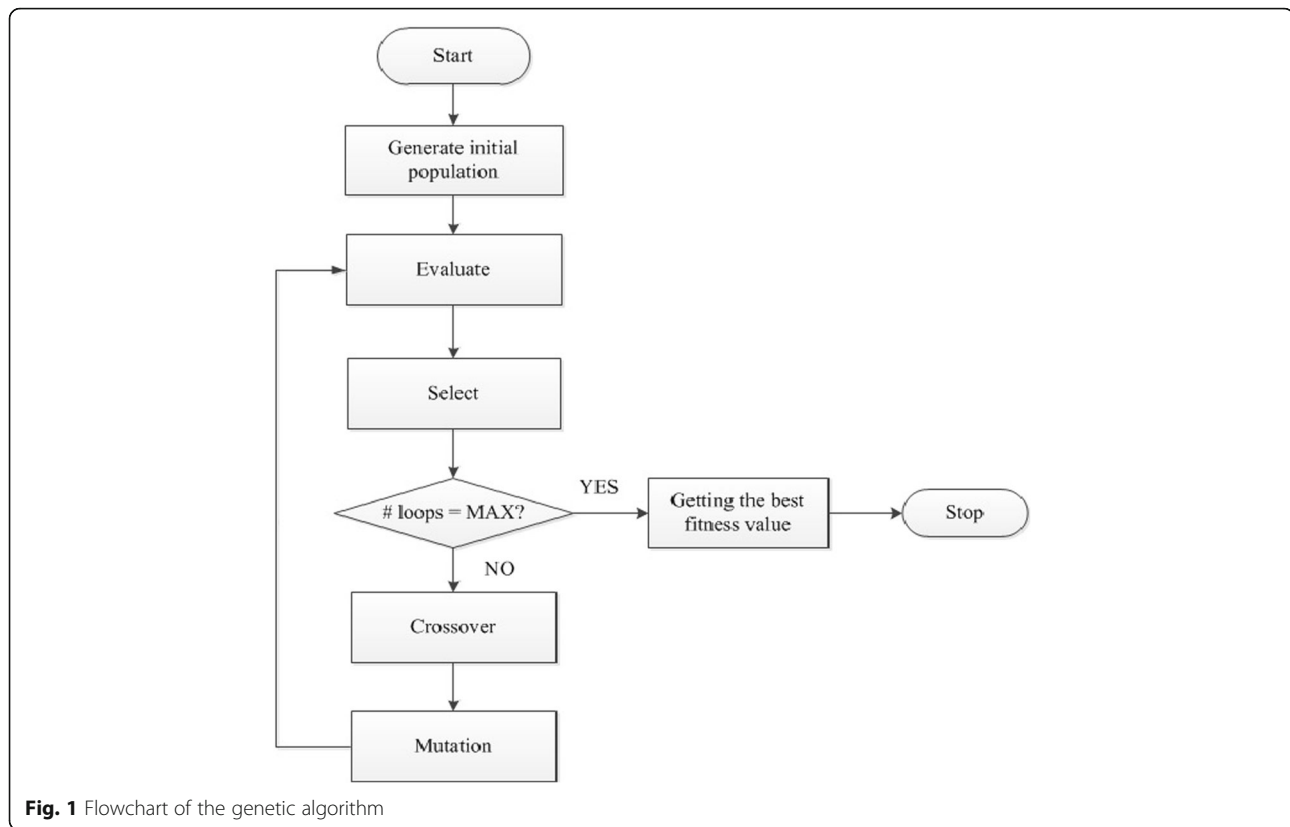 Start
Generate initial
population
Evaluate
Select
# loops = MAX?
YES
Getting the best
fitness value
Stop
NO
Crossover
Mutation
Fig. 1 Flowchart of the genetic algorithm